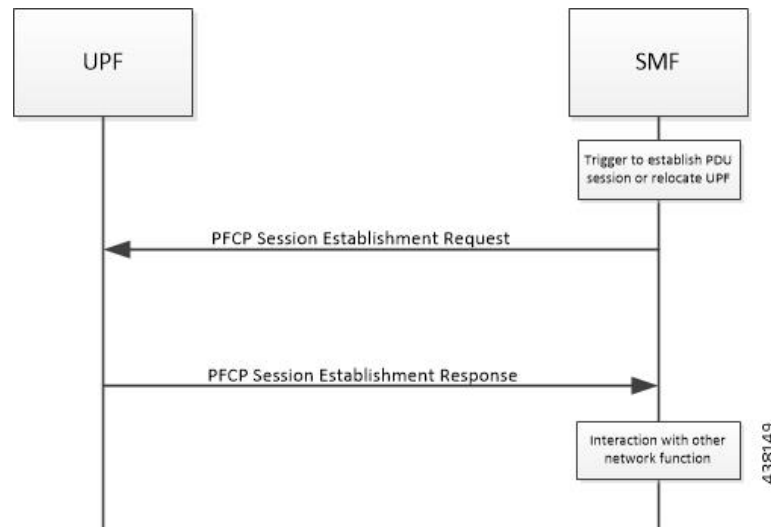 UPF
SMF
Trigger to establish PDU
session or relocate UPF
PFCP Session Establishment Request
PFCP Session Establishment Response
Interaction with other
network function
438149